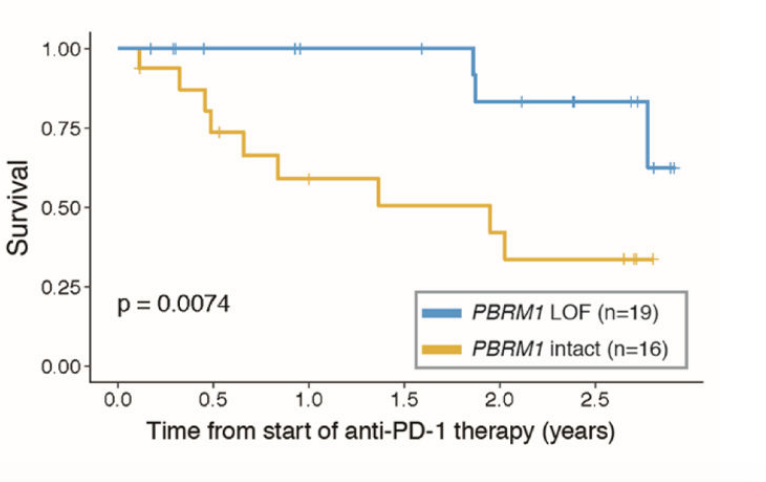 1.00
0.75
0.50
0.25
0.00
Survival
p = 0.0074
PBRM1 LOF (n=19)
PBRM1 intact (n=16)
0.0 0.5 1.0 1.5 2.0 2.5
Time from start of anti-PD-1 therapy (years)